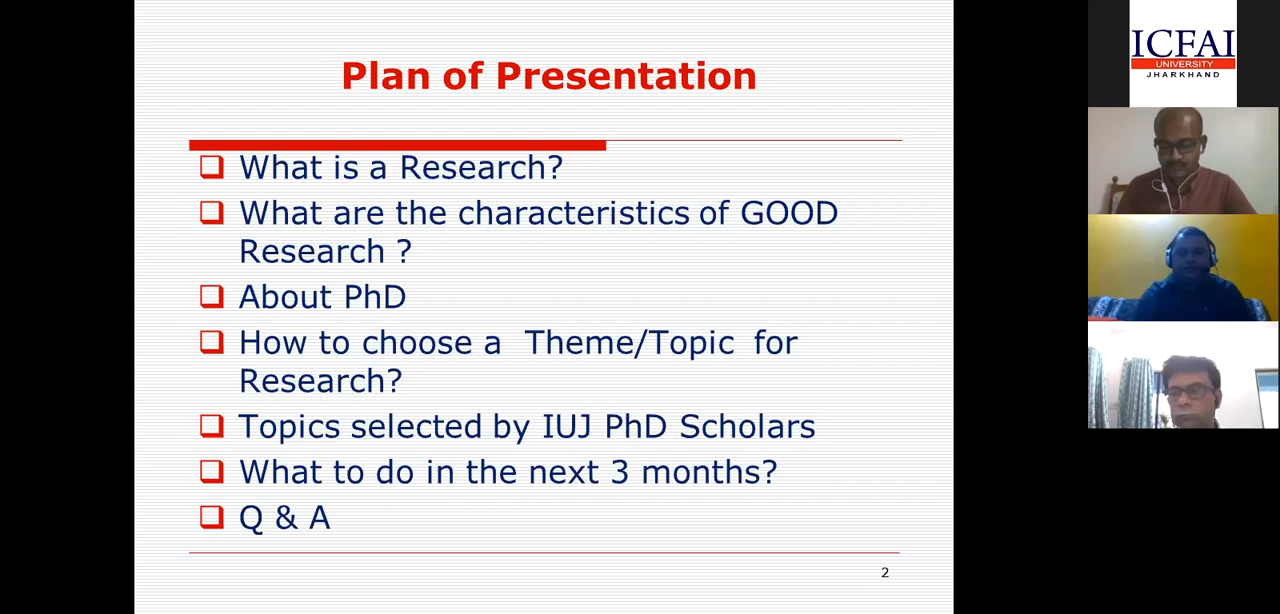 Plan of Presentation
What is a Research?
What are the characteristics of GOOD
Research ?
About PhD
How to choose a Theme/Topic for
Research?
Topics selected by IUJ PhD Scholars
What to do in the next 3 months?
Q & A
2
ICFAI
UNIVERSITY
JHARKHAND